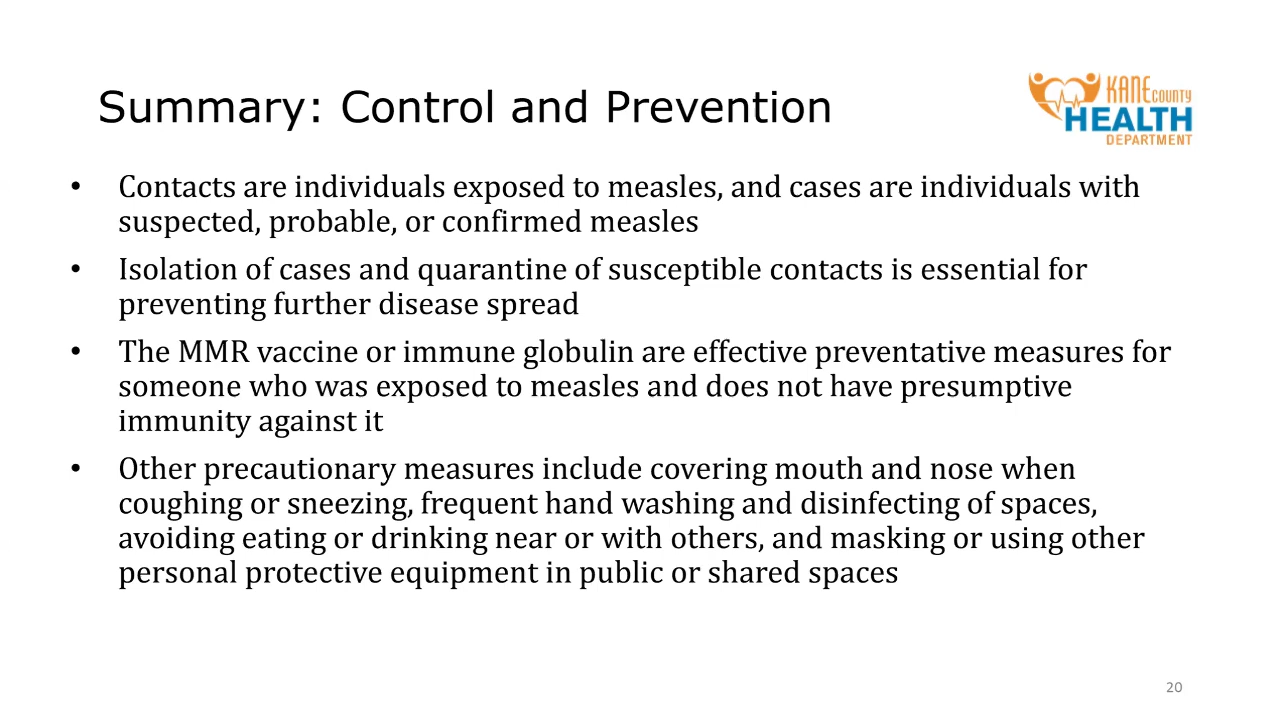 Summary: Control and Prevention
KANE COUNTY
HEALTH
DEPARTMENT
• Contacts are individuals exposed to measles, and cases are individuals with
suspected, probable, or confirmed measles
• Isolation of cases and quarantine of susceptible contacts is essential for
preventing further disease spread
• The MMR vaccine or immune globulin are effective preventative measures for
someone who was exposed to measles and does not have presumptive
immunity against it
• Other precautionary measures include covering mouth and nose when
coughing or sneezing, frequent hand washing and disinfecting of spaces,
avoiding eating or drinking near or with others, and masking or using other
personal protective equipment in public or shared spaces
20